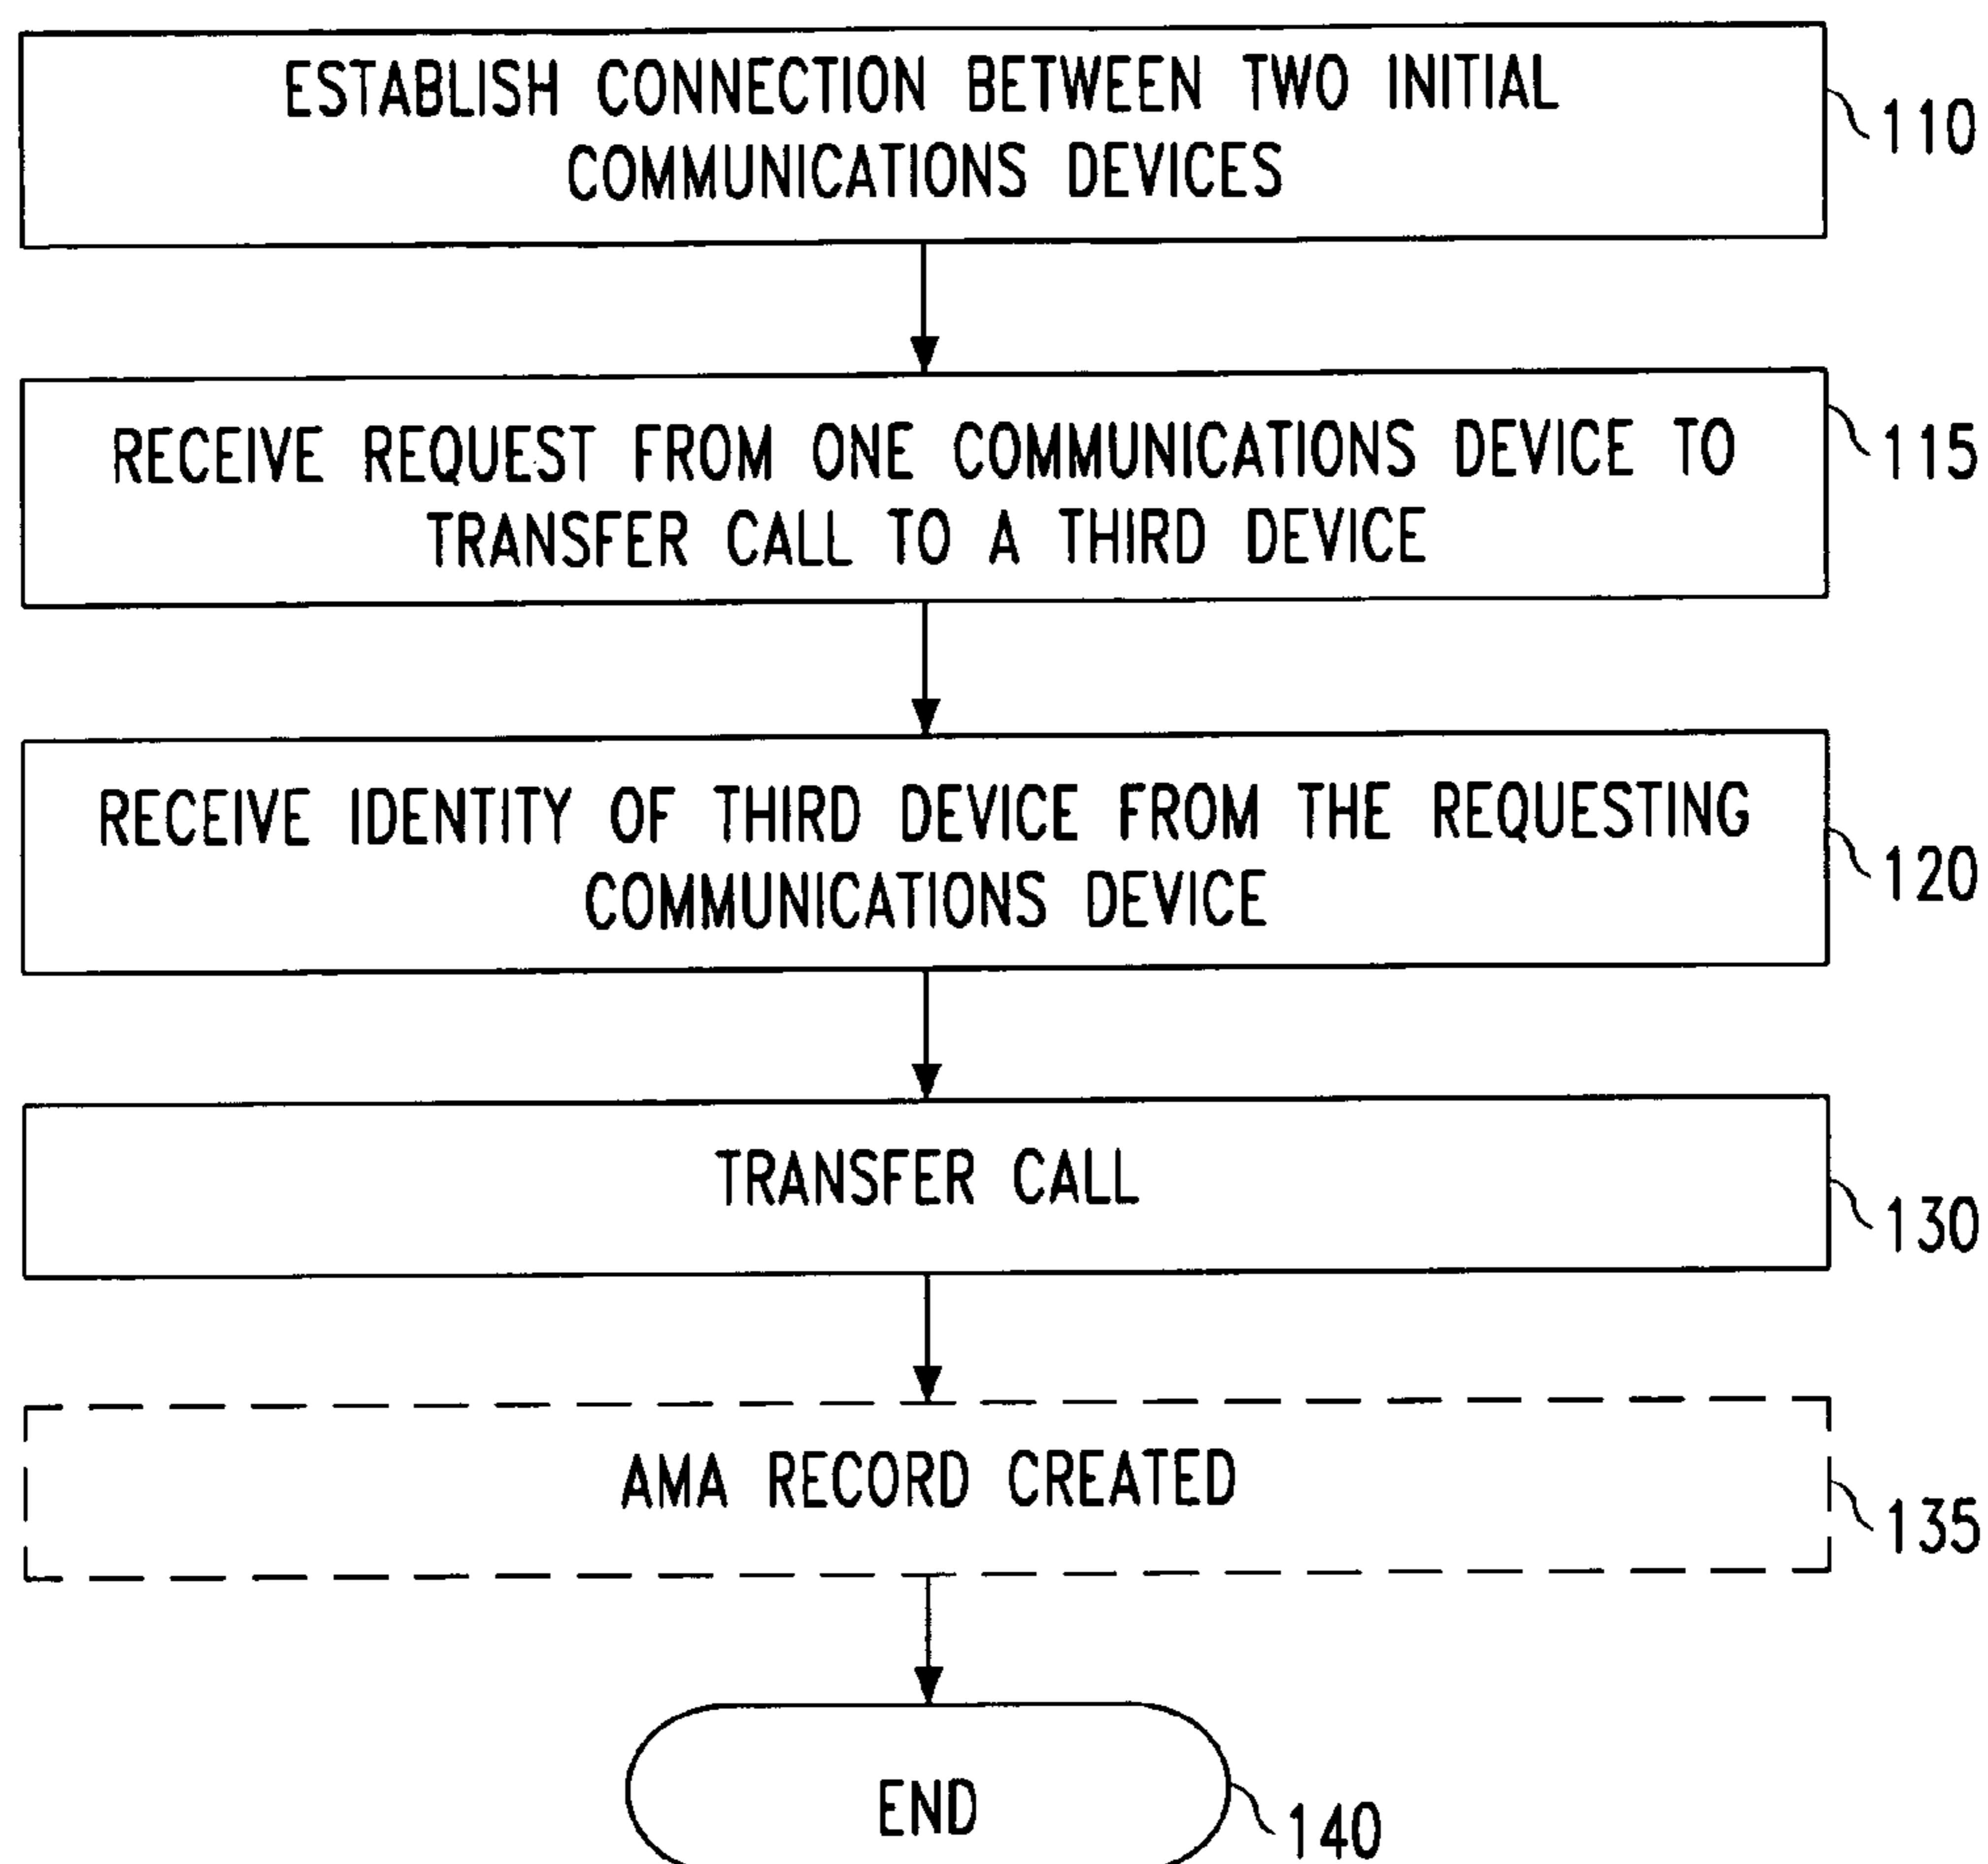 ESTABLISH CONNECTION BETWEEN TWO INITIAL
COMMUNICATIONS DEVICES
110
RECEIVE REQUEST FROM ONE COMMUNICATIONS DEVICE TO
TRANSFER CALL TO A THIRD DEVICE
115
RECEIVE IDENTITY OF THIRD DEVICE FROM THE REQUESTING
COMMUNICATIONS DEVICE
120
TRANSFER CALL
130
AMA RECORD CREATED
135
END
140